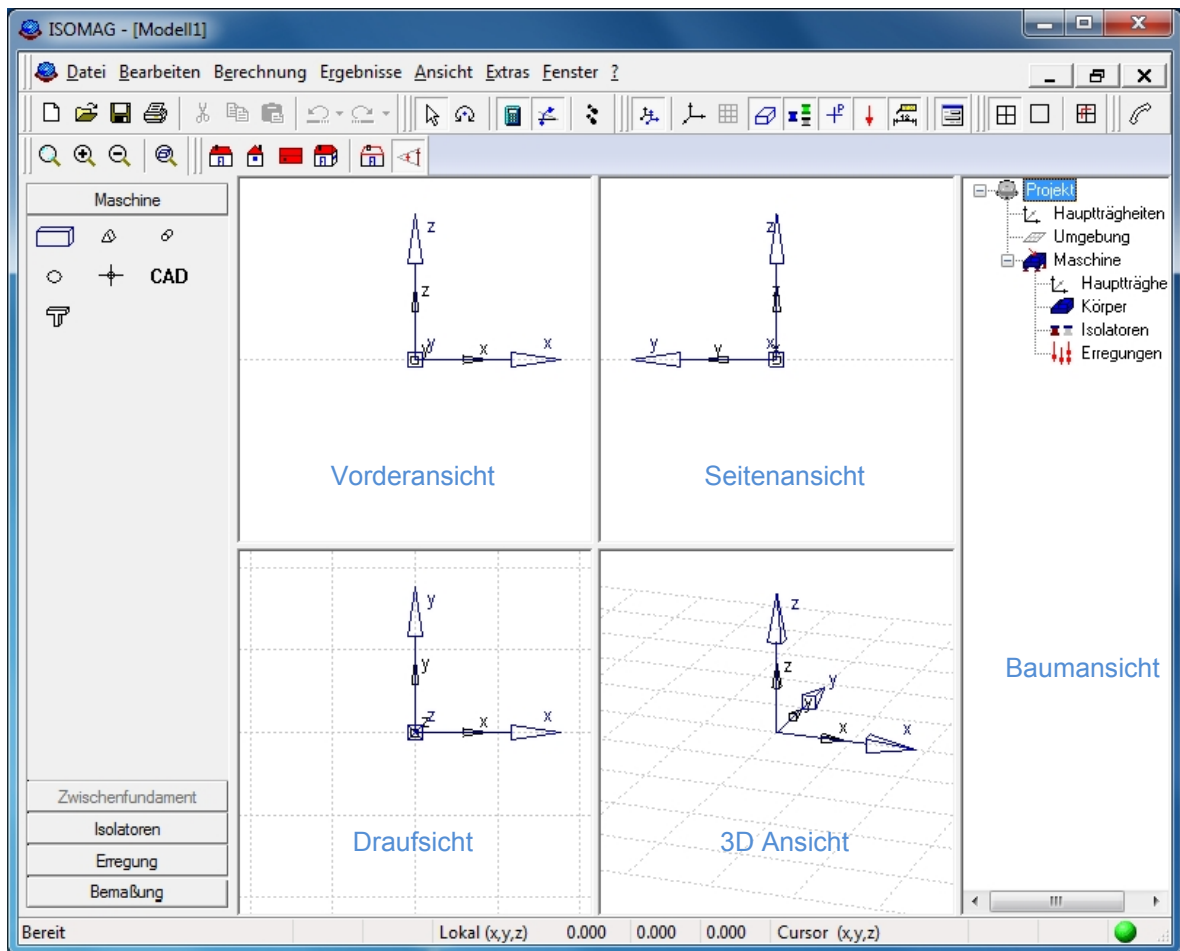 ISOMAG - [Modell1]
Datei Bearbeiten Berechnung Ergebnisse Ansicht Extras Fenster ?
Maschine
CAD
Zwischenfundament
Isolatoren
Erregung
Bemaßung
z
z
y y x x
Vorderansicht
z
z
y y x x
Seitenansicht
y
y
z z x x
Draufsicht
z
z
y
y
x x
3D Ansicht
Projekt
Hauptträgheiten
Umgebung
Maschine
Hauptträghe
Körper
Isolatoren
Erregungen
Baumansicht
Bereit Lokal (x,y,z) 0.000 0.000 0.000 Cursor (x,y,z)